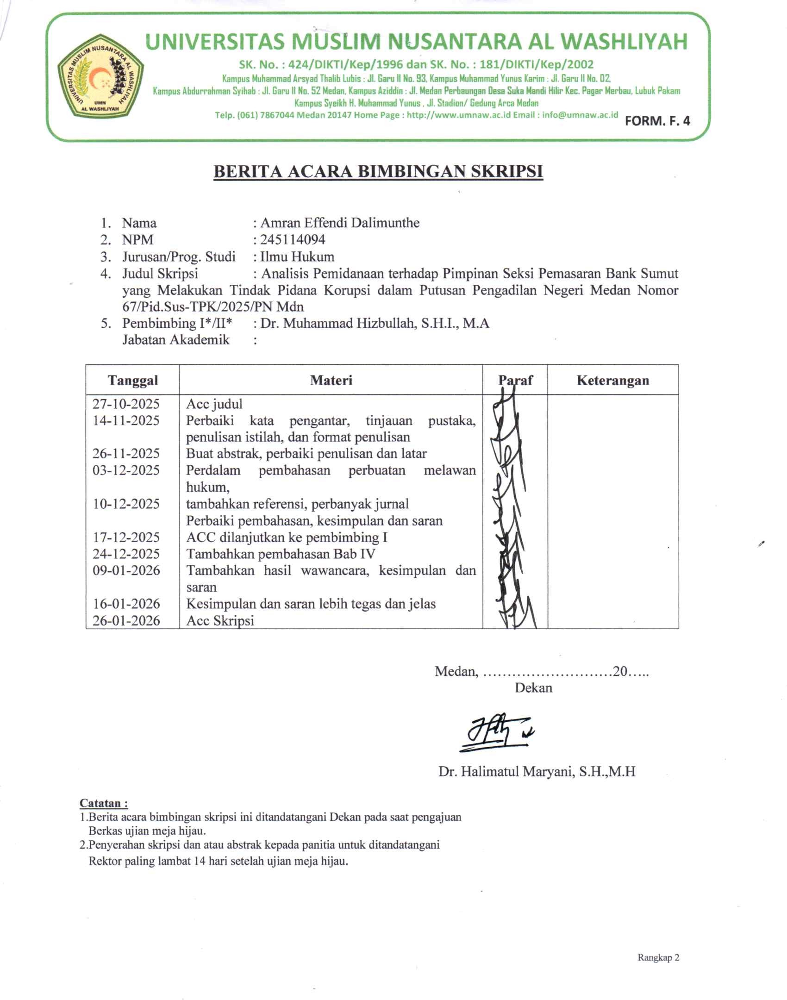 UNIVERSITAS MUSLIM NUSANTARA AL WASHLIYAH
UNIVERSITAS MUSLIM NUSANTARA AL WASHLIYAH
UMN
AL WASHLIYAH
SK. No. : 424/DIKTI/Kep/1996 dan SK. No. : 181/DIKTI/Kep/2002
Kampus Muhammad Arsyad Thalib Lubis : Jl. Garu II No. 93, Kampus Muhammad Yunus Karim : Jl. Garu II No. 02,
Kampus Abdurrahman Syihab : Jl. Garu II No. 52 Medan, Kampus Aziddin : Jl. Medan Perbaungan Desa Suka Mandi Hilir Kec. Pagar Merbau, Lubuk Pakam
Kampus Syeikh H. Muhammad Yunus , Jl. Stadion/ Gedung Arca Medan
Telp. (061) 7867044 Medan 20147 Home Page : http://www.umnaw.ac.id Email : info@umnaw.ac.id
FORM. F. 4
BERITA ACARA BIMBINGAN SKRIPSI
1. Nama : Amran Effendi Dalimunthe
2. NPM : 245114094
3. Jurusan/Prog. Studi : Ilmu Hukum
4. Judul Skripsi : Analisis Pemidanaan terhadap Pimpinan Seksi Pemasaran Bank Sumut
yang Melakukan Tindak Pidana Korupsi dalam Putusan Pengadilan Negeri Medan Nomor
67/Pid.Sus-TPK/2025/PN Mdn
5. Pembimbing I*/II* : Dr. Muhammad Hizbullah, S.H.I., M.A
Jabatan Akademik :
Tanggal Materi Paraf Keterangan
27-10-2025 Acc judul
14-11-2025 Perbaiki kata pengantar, tinjauan pustaka,
penulisan istilah, dan format penulisan
26-11-2025 Buat abstrak, perbaiki penulisan dan latar
03-12-2025 Perdalam pembahasan perbuatan melawan
hukum,
10-12-2025 tambahkan referensi, perbanyak jurnal
Perbaiki pembahasan, kesimpulan dan saran
17-12-2025 ACC dilanjutkan ke pembimbing I
24-12-2025 Tambahkan pembahasan Bab IV
09-01-2026 Tambahkan hasil wawancara, kesimpulan dan
saran
16-01-2026 Kesimpulan dan saran lebih tegas dan jelas
26-01-2026 Acc Skripsi
Medan, ...........................20.....
Dekan
Dr. Halimatul Maryani, S.H.,M.H
Catatan :
1.Berita acara bimbingan skripsi ini ditandatangani Dekan pada saat pengajuan
Berkas ujian meja hijau.
2.Penyerahan skripsi dan atau abstrak kepada panitia untuk ditandatangani
Rektor paling lambat 14 hari setelah ujian meja hijau.
Rangkap 2